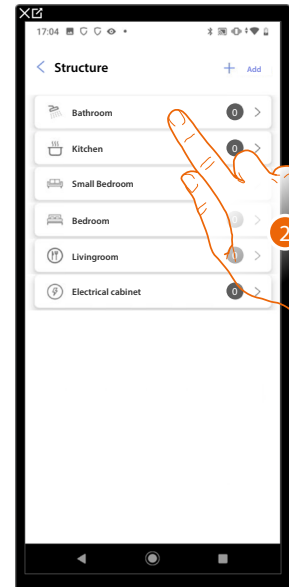 17:04
Structure
Add
Bathroom 0
Kitchen 0
Small Bedroom
Bedroom
Livingroom
Electrical cabinet 0
2